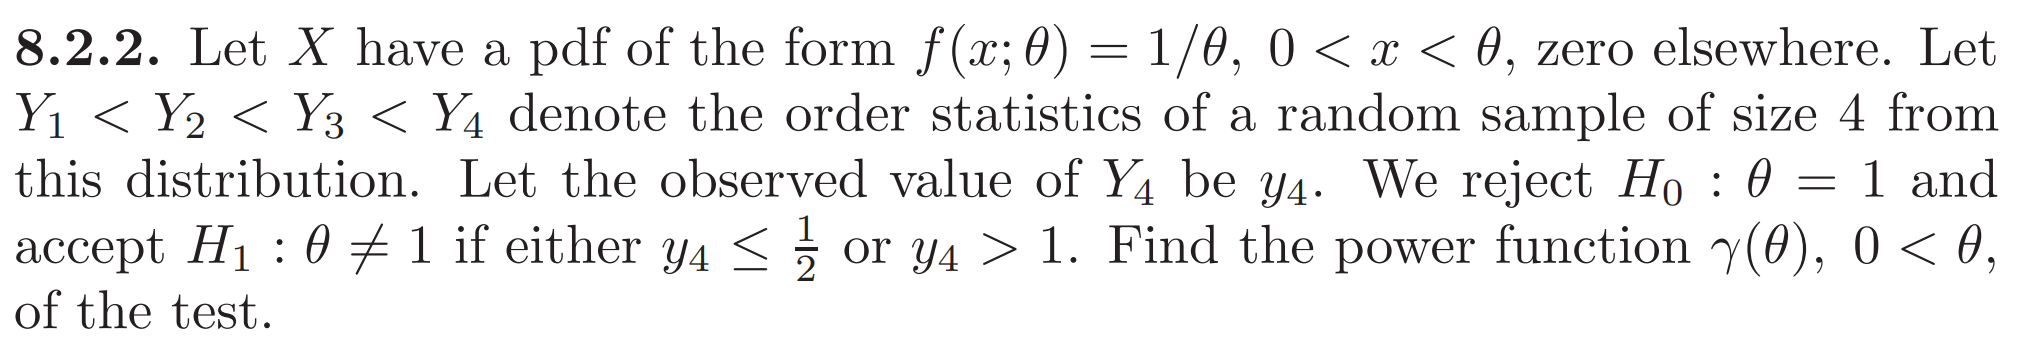 8.2.2. Let X have a pdf of the form f(x; θ) = 1/θ, 0 < x < θ, zero elsewhere. Let
Y₁ < Y₂ < Y₃ < Y₄ denote the order statistics of a random sample of size 4 from
this distribution. Let the observed value of Y₄ be y₄. We reject H₀ : θ = 1 and
accept H₁ : θ ≠ 1 if either y₄ ≤ 1/2 or y₄ > 1. Find the power function γ(θ), 0 < θ,
of the test.